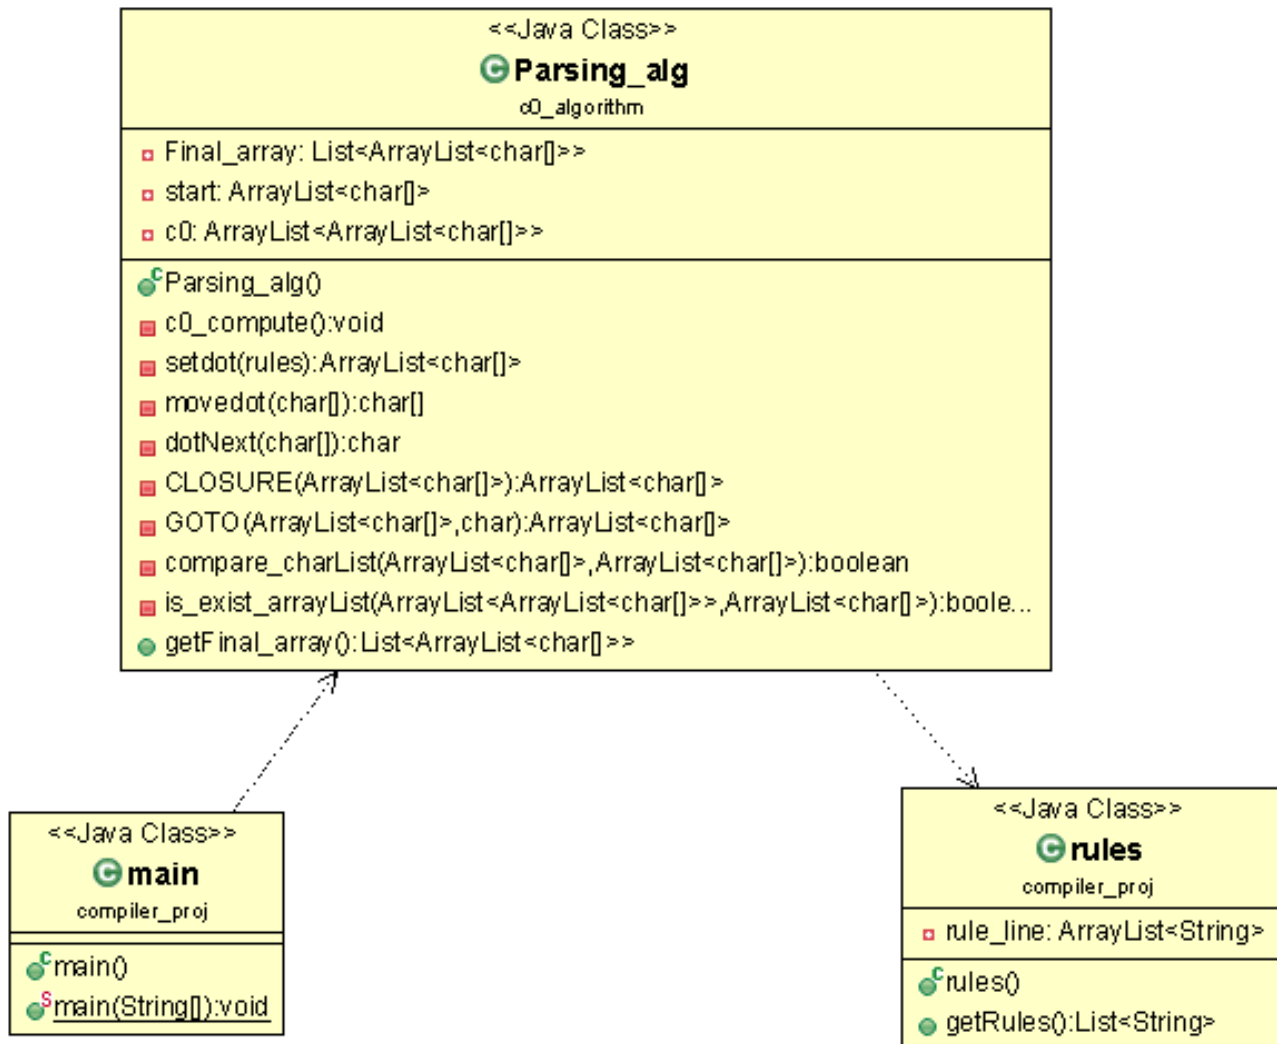 <<Java Class>>
Parsing_alg
c0_algorithm
Final_array: List<ArrayList<char[]>>
start: ArrayList<char[]>
c0: ArrayList<ArrayList<char[]>>
Parsing_alg()
c0_compute():void
setdot(rules):ArrayList<char[]>
movedot(char[]):char[]
dotNext(char[]):char
CLOSURE(ArrayList<char[]>):ArrayList<char[]>
GOTO(ArrayList<char[]>,char):ArrayList<char[]>
compare_charList(ArrayList<char[]>,ArrayList<char[]>):boolean
is_exist_arrayList(ArrayList<ArrayList<char[]>>,ArrayList<char[]>):boole...
getFinal_array():List<ArrayList<char[]>>
<<Java Class>>
main
compiler_proj
main()
main(String[]):void
<<Java Class>>
rules
compiler_proj
rule_line: ArrayList<String>
rules()
getRules():List<String>